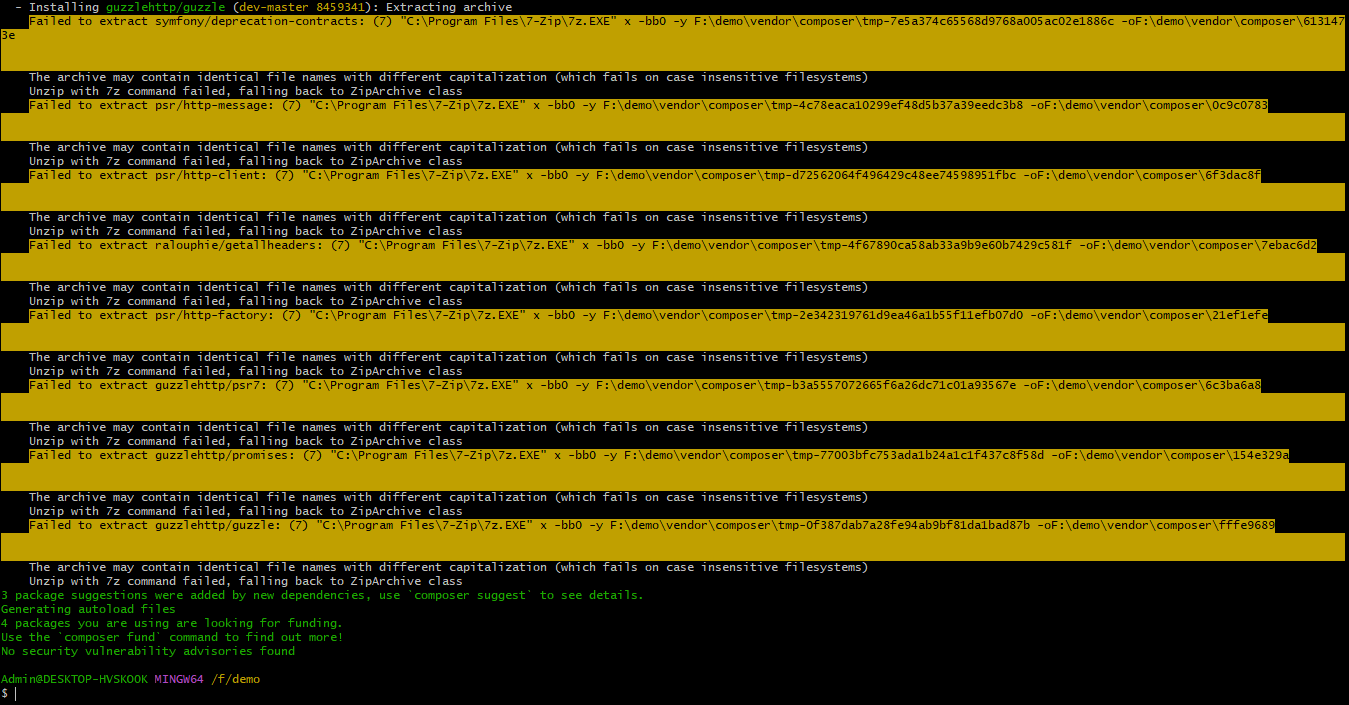 - Installing guzzlehttp/guzzle (dev-master 8459341): Extracting archive
Failed to extract symfony/deprecation-contracts: (7) "C:\Program Files\7-Zip\7z.EXE" x -bb0 -y F:\demo\vendor\composer\tmp-7e5a374c65568d9768a005ac02e1886c -oF:\demo\vendor\composer\613147
3e
The archive may contain identical file names with different capitalization (which fails on case insensitive filesystems)
Unzip with 7z command failed, falling back to ZipArchive class
Failed to extract psr/http-message: (7) "C:\Program Files\7-Zip\7z.EXE" x -bb0 -y F:\demo\vendor\composer\tmp-4c78eaca10299ef48d5b37a39eedc3b8 -oF:\demo\vendor\composer\0c9c0783
The archive may contain identical file names with different capitalization (which fails on case insensitive filesystems)
Unzip with 7z command failed, falling back to ZipArchive class
Failed to extract psr/http-client: (7) "C:\Program Files\7-Zip\7z.EXE" x -bb0 -y F:\demo\vendor\composer\tmp-d72562064f496429c48ee74598951fbc -oF:\demo\vendor\composer\6f3dac8f
The archive may contain identical file names with different capitalization (which fails on case insensitive filesystems)
Unzip with 7z command failed, falling back to ZipArchive class
Failed to extract ralouphie/getallheaders: (7) "C:\Program Files\7-Zip\7z.EXE" x -bb0 -y F:\demo\vendor\composer\tmp-4f67890ca58ab33a9b9e60b7429c581f -oF:\demo\vendor\composer\7ebac6d2
The archive may contain identical file names with different capitalization (which fails on case insensitive filesystems)
Unzip with 7z command failed, falling back to ZipArchive class
Failed to extract psr/http-factory: (7) "C:\Program Files\7-Zip\7z.EXE" x -bb0 -y F:\demo\vendor\composer\tmp-2e342319761d9ea46a1b55f11efb07d0 -oF:\demo\vendor\composer\21ef1efe
The archive may contain identical file names with different capitalization (which fails on case insensitive filesystems)
Unzip with 7z command failed, falling back to ZipArchive class
Failed to extract guzzlehttp/psr7: (7) "C:\Program Files\7-Zip\7z.EXE" x -bb0 -y F:\demo\vendor\composer\tmp-b3a5557072665f6a26dc71c01a93567e -oF:\demo\vendor\composer\6c3ba6a8
The archive may contain identical file names with different capitalization (which fails on case insensitive filesystems)
Unzip with 7z command failed, falling back to ZipArchive class
Failed to extract guzzlehttp/promises: (7) "C:\Program Files\7-Zip\7z.EXE" x -bb0 -y F:\demo\vendor\composer\tmp-77003bfc753ada1b24a1c1f437c8f58d -oF:\demo\vendor\composer\154e329a
The archive may contain identical file names with different capitalization (which fails on case insensitive filesystems)
Unzip with 7z command failed, falling back to ZipArchive class
Failed to extract guzzlehttp/guzzle: (7) "C:\Program Files\7-Zip\7z.EXE" x -bb0 -y F:\demo\vendor\composer\tmp-0f387dab7a28fe94ab9bf81da1bad87b -oF:\demo\vendor\composer\fffe9689
The archive may contain identical file names with different capitalization (which fails on case insensitive filesystems)
Unzip with 7z command failed, falling back to ZipArchive class
3 package suggestions were added by new dependencies, use `composer suggest` to see details.
Generating autoload files
4 packages you are using are looking for funding.
Use the `composer fund` command to find out more!
No security vulnerability advisories found
Admin@DESKTOP-HVSKOOK MINGW64 /f/demo
$